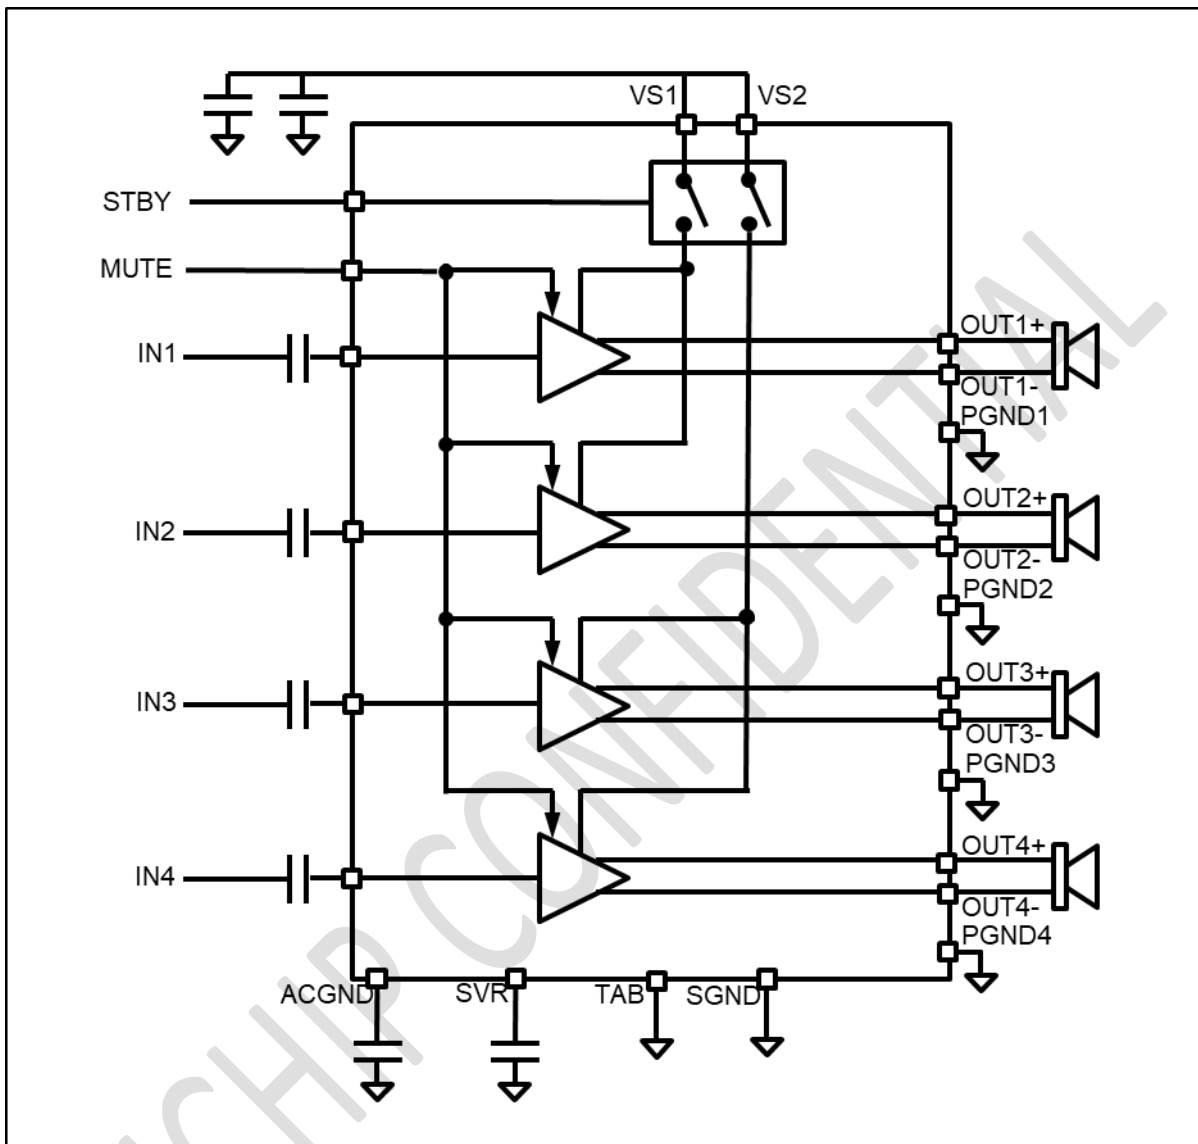 VS1 VS2
STBY
MUTE
IN1
OUT1+
OUT1-
PGND1
IN2
OUT2+
OUT2-
PGND2
IN3
OUT3+
OUT3-
PGND3
IN4
OUT4+
OUT4-
PGND4
ACGND SVR TAB SGND
CHIP CONFIDENTIAL